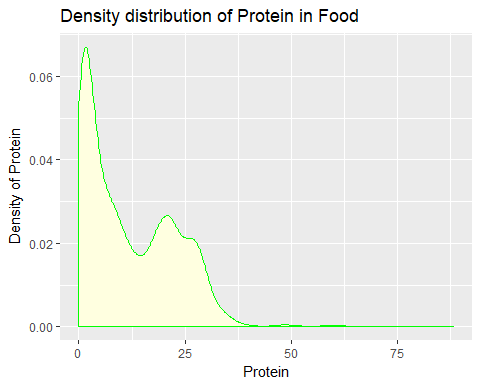 Density distribution of Protein in Food
Density of Protein
0.06
0.04
0.02
0.00
0 25 50 75
Protein